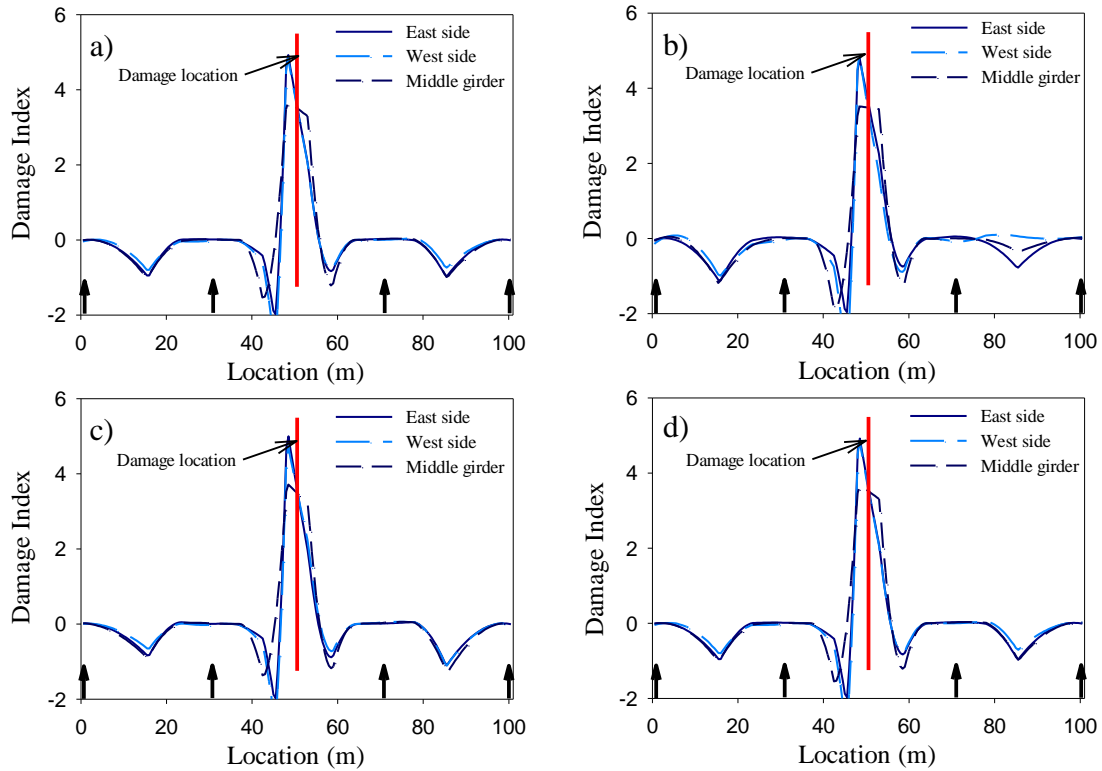 a)
East side
West side
Middle girder
Damage location
Damage Index
6
4
2
0
-2
0 20 40 60 80 100
Location (m)
b)
East side
West side
Middle girder
Damage location
Damage Index
6
4
2
0
-2
0 20 40 60 80 100
Location (m)
c)
East side
West side
Middle girder
Damage location
Damage Index
6
4
2
0
-2
0 20 40 60 80 100
Location (m)
d)
East side
West side
Middle girder
Damage location
Damage Index
6
4
2
0
-2
0 20 40 60 80 100
Location (m)